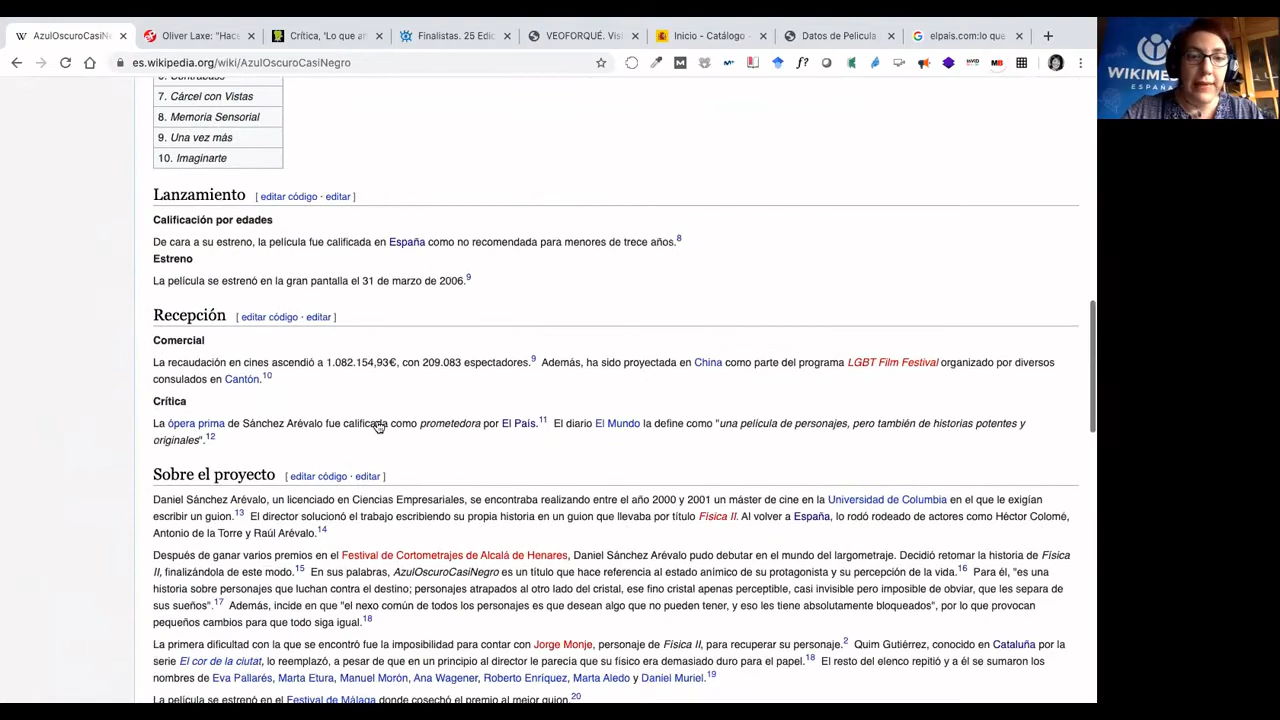 AzulOscuroCasiN
Oliver Laxe: "Hace
Crítica, 'Lo que an
Finalistas. 25 Edic
VEOFORQUÉ. Vis
Inicio - Catálogo
Datos de Pelicula
elpais.com:lo que
es.wikipedia.org/wiki/AzulOscuroCasiNegro
WIKIME
ESPAÑA
7. Cárcel con Vistas
8. Memoria Sensorial
9. Una vez más
10. Imaginarte
Lanzamiento [ editar código · editar ]
Calificación por edades
De cara a su estreno, la película fue calificada en España como no recomendada para menores de trece años.8
Estreno
La película se estrenó en la gran pantalla el 31 de marzo de 2006.9
Recepción [ editar código · editar ]
Comercial
La recaudación en cines ascendió a 1.082.154,93€, con 209.083 espectadores.9 Además, ha sido proyectada en China como parte del programa LGBT Film Festival organizado por diversos
consulados en Cantón.10
Crítica
La ópera prima de Sánchez Arévalo fue calificada como prometedora por El País.11 El diario El Mundo la define como "una película de personajes, pero también de historias potentes y
originales".12
Sobre el proyecto [ editar código · editar ]
Daniel Sánchez Arévalo, un licenciado en Ciencias Empresariales, se encontraba realizando entre el año 2000 y 2001 un máster de cine en la Universidad de Columbia en el que le exigían
escribir un guion.13 El director solucionó el trabajo escribiendo su propia historia en un guion que llevaba por título Física II. Al volver a España, lo rodó rodeado de actores como Héctor Colomé,
Antonio de la Torre y Raúl Arévalo.14
Después de ganar varios premios en el Festival de Cortometrajes de Alcalá de Henares, Daniel Sánchez Arévalo pudo debutar en el mundo del largometraje. Decidió retomar la historia de Física
II, finalizándola de este modo.15 En sus palabras, AzulOscuroCasiNegro es un título que hace referencia al estado anímico de su protagonista y su percepción de la vida.16 Para él, "es una
historia sobre personajes que luchan contra el destino; personajes atrapados al otro lado del cristal, ese fino cristal apenas perceptible, casi invisible pero imposible de obviar, que les separa de
sus sueños".17 Además, incide en que "el nexo común de todos los personajes es que desean algo que no pueden tener, y eso les tiene absolutamente bloqueados", por lo que provocan
pequeños cambios para que todo siga igual.18
La primera dificultad con la que se encontró fue la imposibilidad para contar con Jorge Monje, personaje de Física II, para recuperar su personaje.2 Quim Gutiérrez, conocido en Cataluña por la
serie El cor de la ciutat, lo reemplazó, a pesar de que en un principio al director le parecía que su físico era demasiado duro para el papel.18 El resto del elenco repitió y a él se sumaron los
nombres de Eva Pallarés, Marta Etura, Manuel Morón, Ana Wagener, Roberto Enríquez, Marta Aledo y Daniel Muriel.19
La película se estrenó en el Festival de Málaga donde cosechó el premio al mejor guion.20